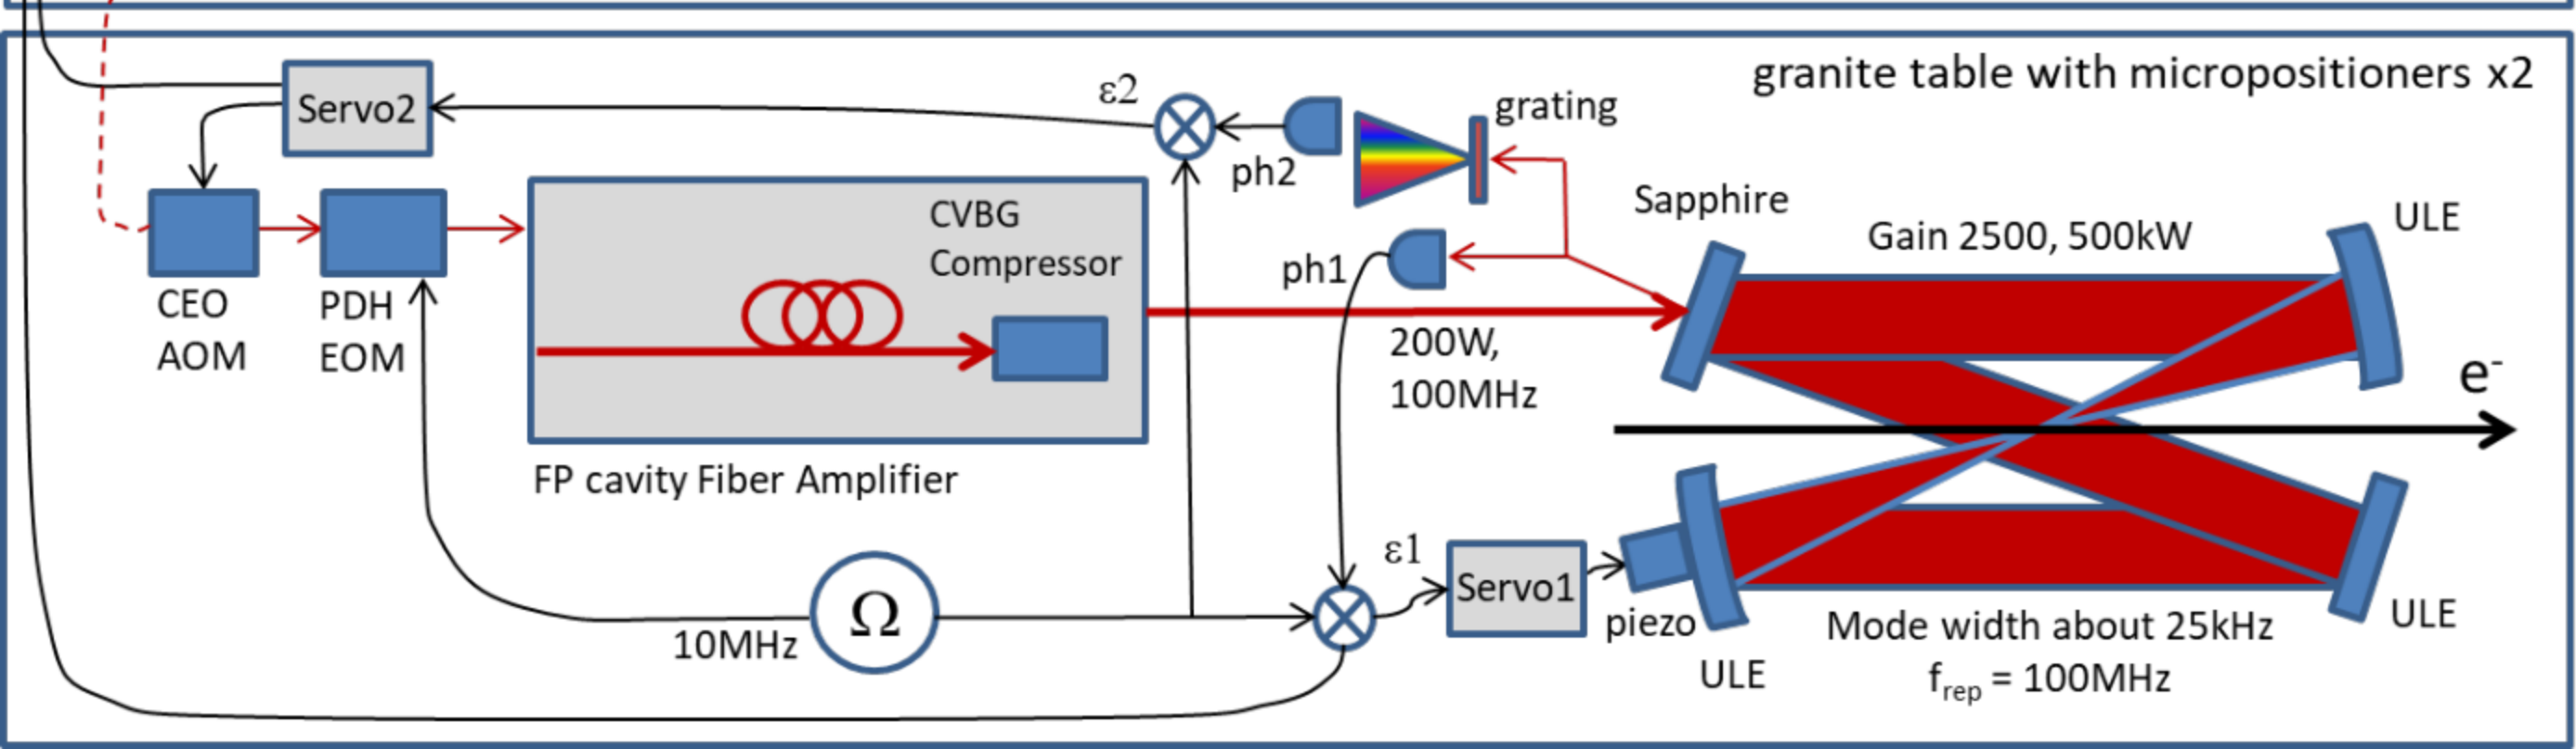 granite table with micropositioners x2
Servo2
ε2
ph2
grating
Sapphire
Gain 2500, 500kW
ULE
CEO
AOM
PDH
EOM
CVBG
Compressor
ph1
200W,
100MHz
e-
FP cavity Fiber Amplifier
10MHz
Ω
ε1
Servo1
piezo
ULE
Mode width about 25kHz
frep = 100MHz
ULE